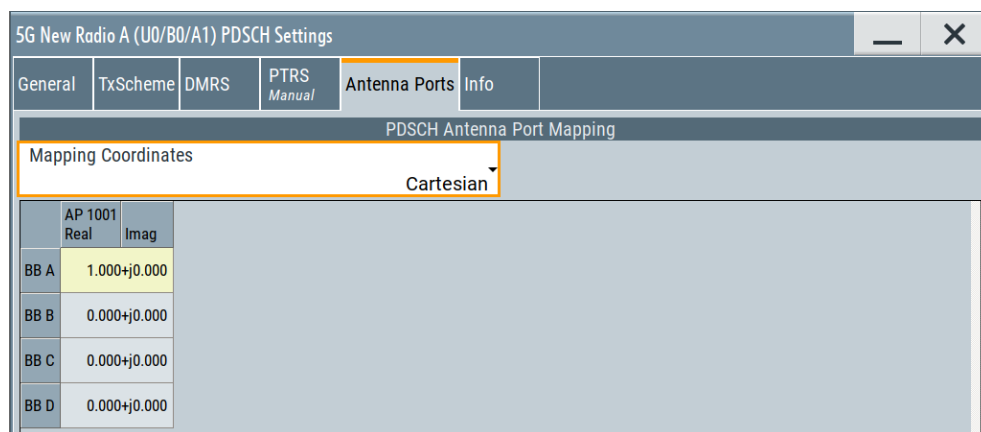 5G New Radio A (U0/B0/A1) PDSCH Settings
General TxScheme DMRS PTRS Manual Antenna Ports Info
PDSCH Antenna Port Mapping
Mapping Coordinates
Cartesian
AP 1001
Real Imag
BB A 1.000+j0.000
BB B 0.000+j0.000
BB C 0.000+j0.000
BB D 0.000+j0.000